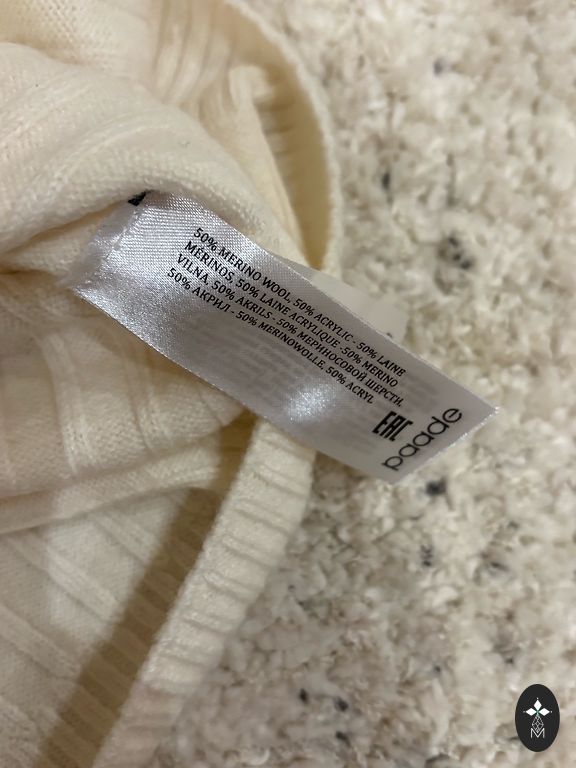 50% MERINO WOOL, 50% ACRYLIC - 50% LAINE
MERINOS, 50% LAINE ACRYLIQUE -50% MERINO
VILNA, 50% AKRILS - 50% МЕРИНОСОВОЙ ШЕРСТИ,
50% АКРИЛ - 50% MERINOWOLLE, 50% ACRYL
EAC
paade
M